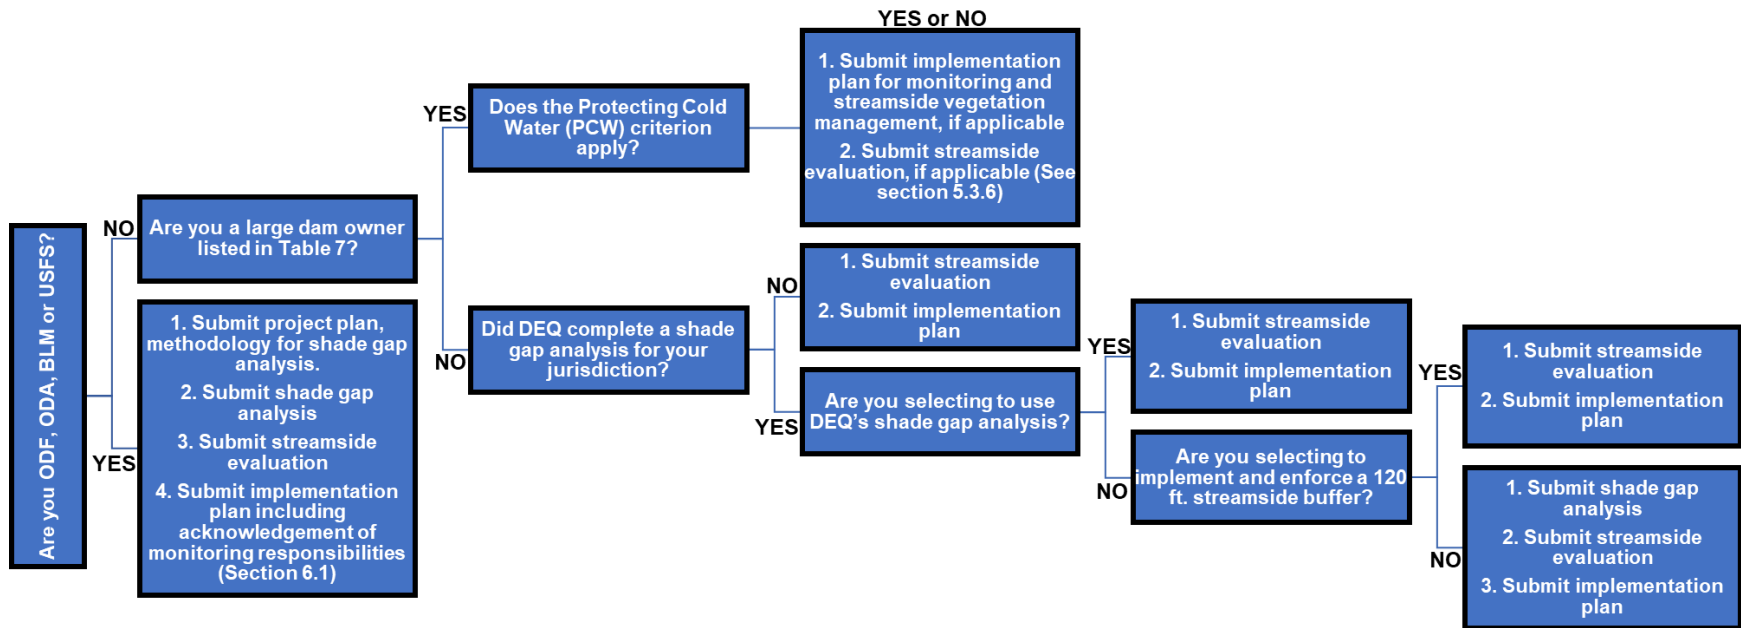 Are you ODF, ODA, BLM or USFS?
NO
Are you a large dam owner
listed in Table 7?
YES
1. Submit project plan,
methodology for shade gap
analysis.
2. Submit shade gap
analysis
3. Submit streamside
evaluation
4. Submit implementation
plan including
acknowledgement of
monitoring responsibilities
(Section 6.1)
YES
Does the Protecting Cold
Water (PCW) criterion
apply?
YES or NO
1. Submit implementation
plan for monitoring and
streamside vegetation
management, if applicable
2. Submit streamside
evaluation, if applicable (See
section 5.3.6)
NO
Did DEQ complete a shade
gap analysis for your
jurisdiction?
NO
1. Submit streamside
evaluation
2. Submit implementation
plan
YES
Are you selecting to use
DEQ’s shade gap analysis?
YES
1. Submit streamside
evaluation
2. Submit implementation
plan
NO
Are you selecting to
implement and enforce a 120
ft. streamside buffer?
YES
1. Submit streamside
evaluation
2. Submit implementation
plan
NO
1. Submit shade gap
analysis
2. Submit streamside
evaluation
3. Submit implementation
plan